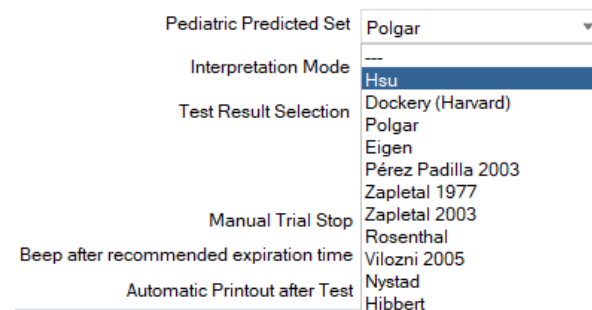 Pediatric Predicted Set Polgar
---
Interpretation Mode
Hsu
Test Result Selection
Dockery (Harvard)
Polgar
Eigen
Pérez Padilla 2003
Zapletal 1977
Manual Trial Stop
Zapletal 2003
Rosenthal
Beep after recommended expiration time
Vilozni 2005
Automatic Printout after Test
Nystad
Hibbert